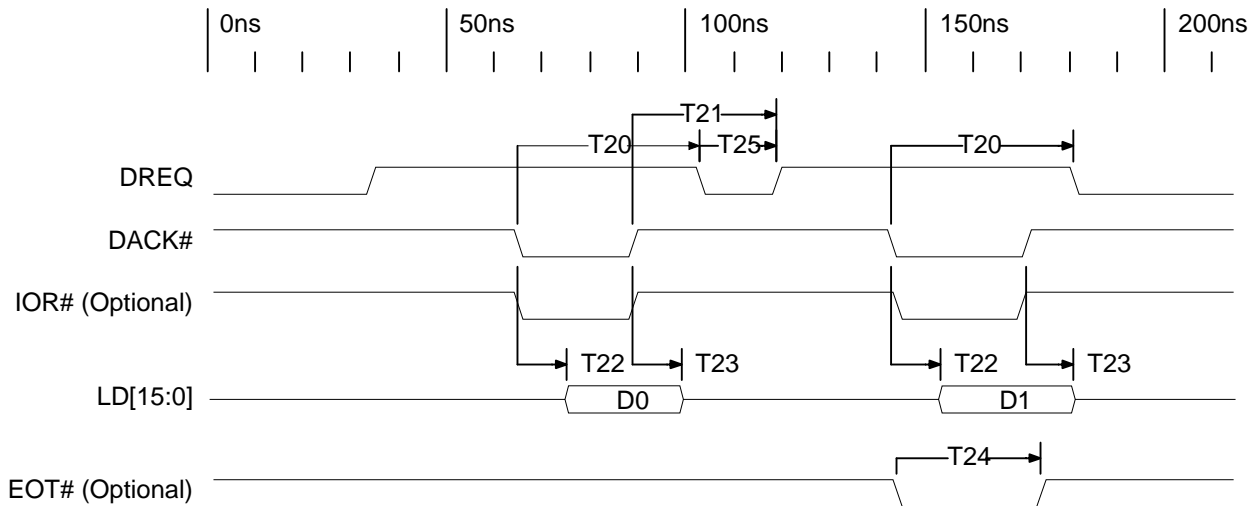 0ns 50ns 100ns 150ns 200ns
T21
T20 T25 T20
DREQ
DACK#
IOR# (Optional)
T22 T23 T22 T23
LD[15:0] D0 D1
T24
EOT# (Optional)